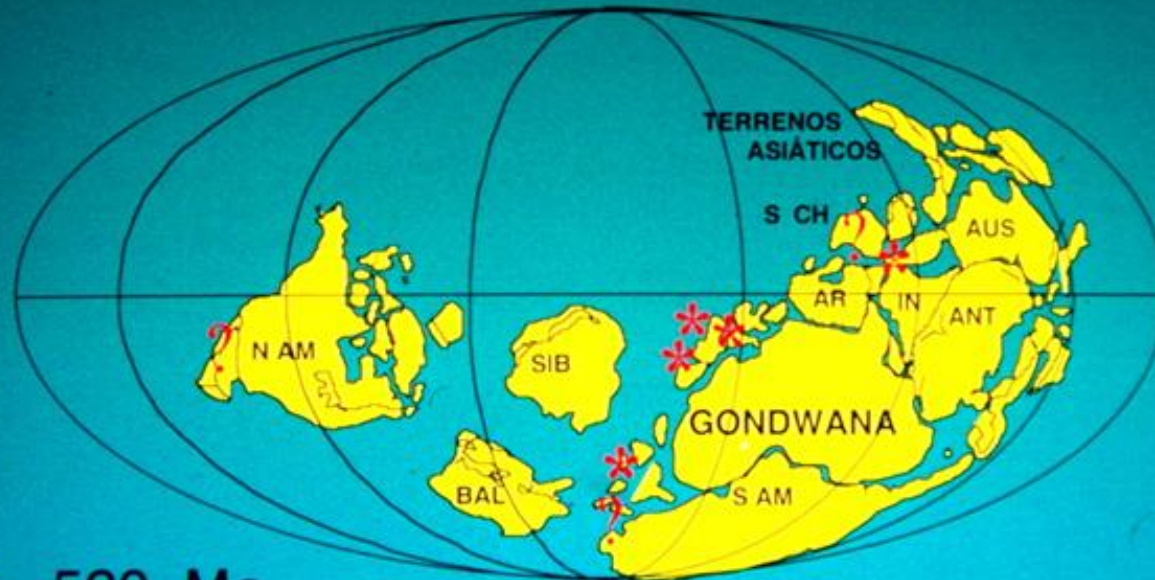 TERRENOS
ASIÁTICOS
S CH
?
AUS
AR
IN
ANT
?
N AM
SIB
GONDWANA
BAL
?
S AM